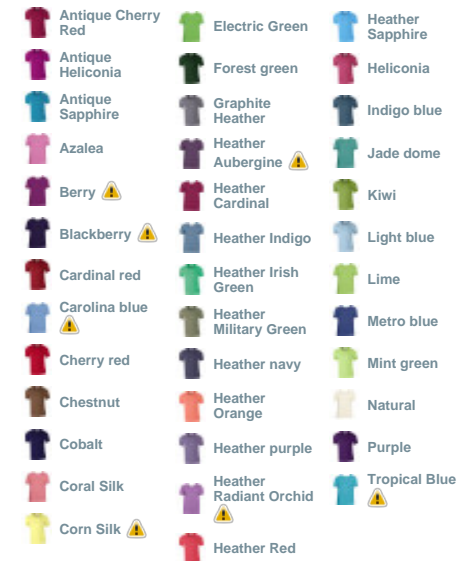 Antique Cherry
Red
Antique
Heliconia
Antique
Sapphire
Azalea
Berry
Blackberry
Cardinal red
Carolina blue
Cherry red
Chestnut
Cobalt
Coral Silk
Corn Silk
Electric Green
Forest green
Graphite
Heather
Heather
Aubergine
Heather
Cardinal
Heather Indigo
Heather Irish
Green
Heather
Military Green
Heather navy
Heather
Orange
Heather purple
Heather
Radiant Orchid
Heather Red
Heather
Sapphire
Heliconia
Indigo blue
Jade dome
Kiwi
Light blue
Lime
Metro blue
Mint green
Natural
Purple
Tropical Blue